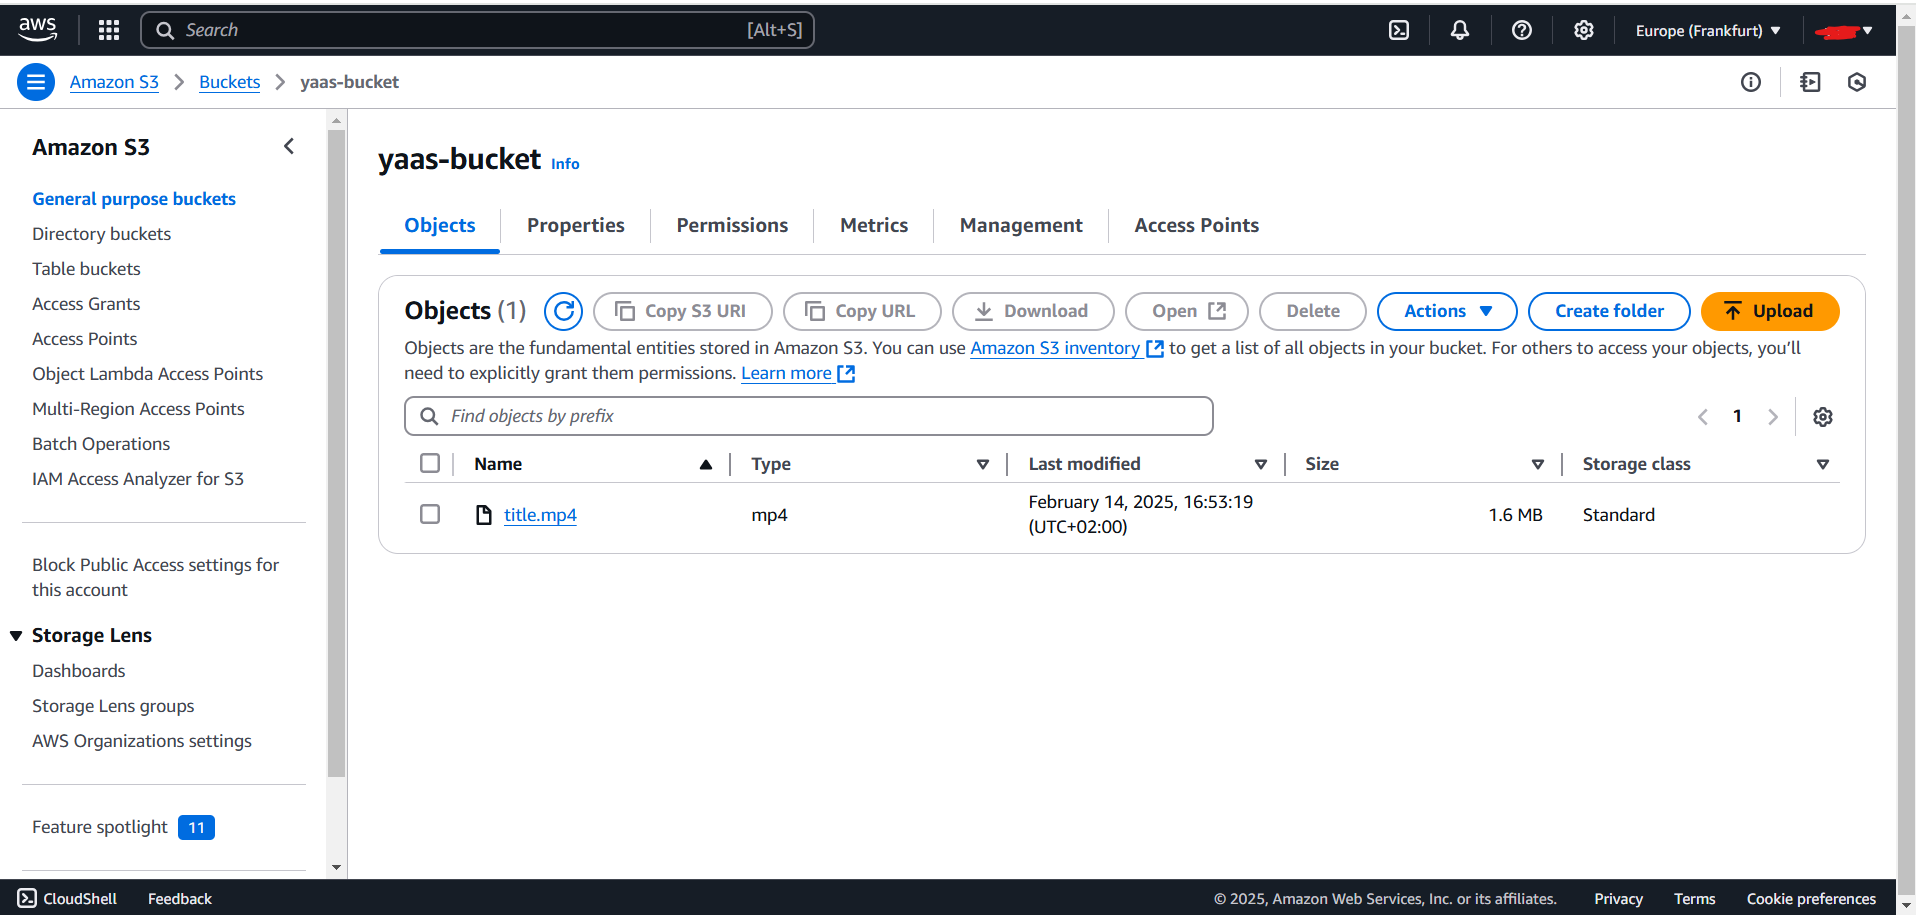 aws
Search [Alt+S]
Europe (Frankfurt)
Amazon S3 > Buckets > yaas-bucket
Amazon S3
General purpose buckets
Directory buckets
Table buckets
Access Grants
Access Points
Object Lambda Access Points
Multi-Region Access Points
Batch Operations
IAM Access Analyzer for S3
Block Public Access settings for
this account
Storage Lens
Dashboards
Storage Lens groups
AWS Organizations settings
Feature spotlight 11
yaas-bucket Info
Objects Properties Permissions Metrics Management Access Points
Objects (1) Copy S3 URI Copy URL Download Open Delete Actions Create folder Upload
Objects are the fundamental entities stored in Amazon S3. You can use Amazon S3 inventory to get a list of all objects in your bucket. For others to access your objects, you’ll
need to explicitly grant them permissions. Learn more
Find objects by prefix 1
Name Type Last modified Size Storage class
title.mp4 mp4 February 14, 2025, 16:53:19 1.6 MB Standard
(UTC+02:00)
CloudShell Feedback © 2025, Amazon Web Services, Inc. or its affiliates. Privacy Terms Cookie preferences